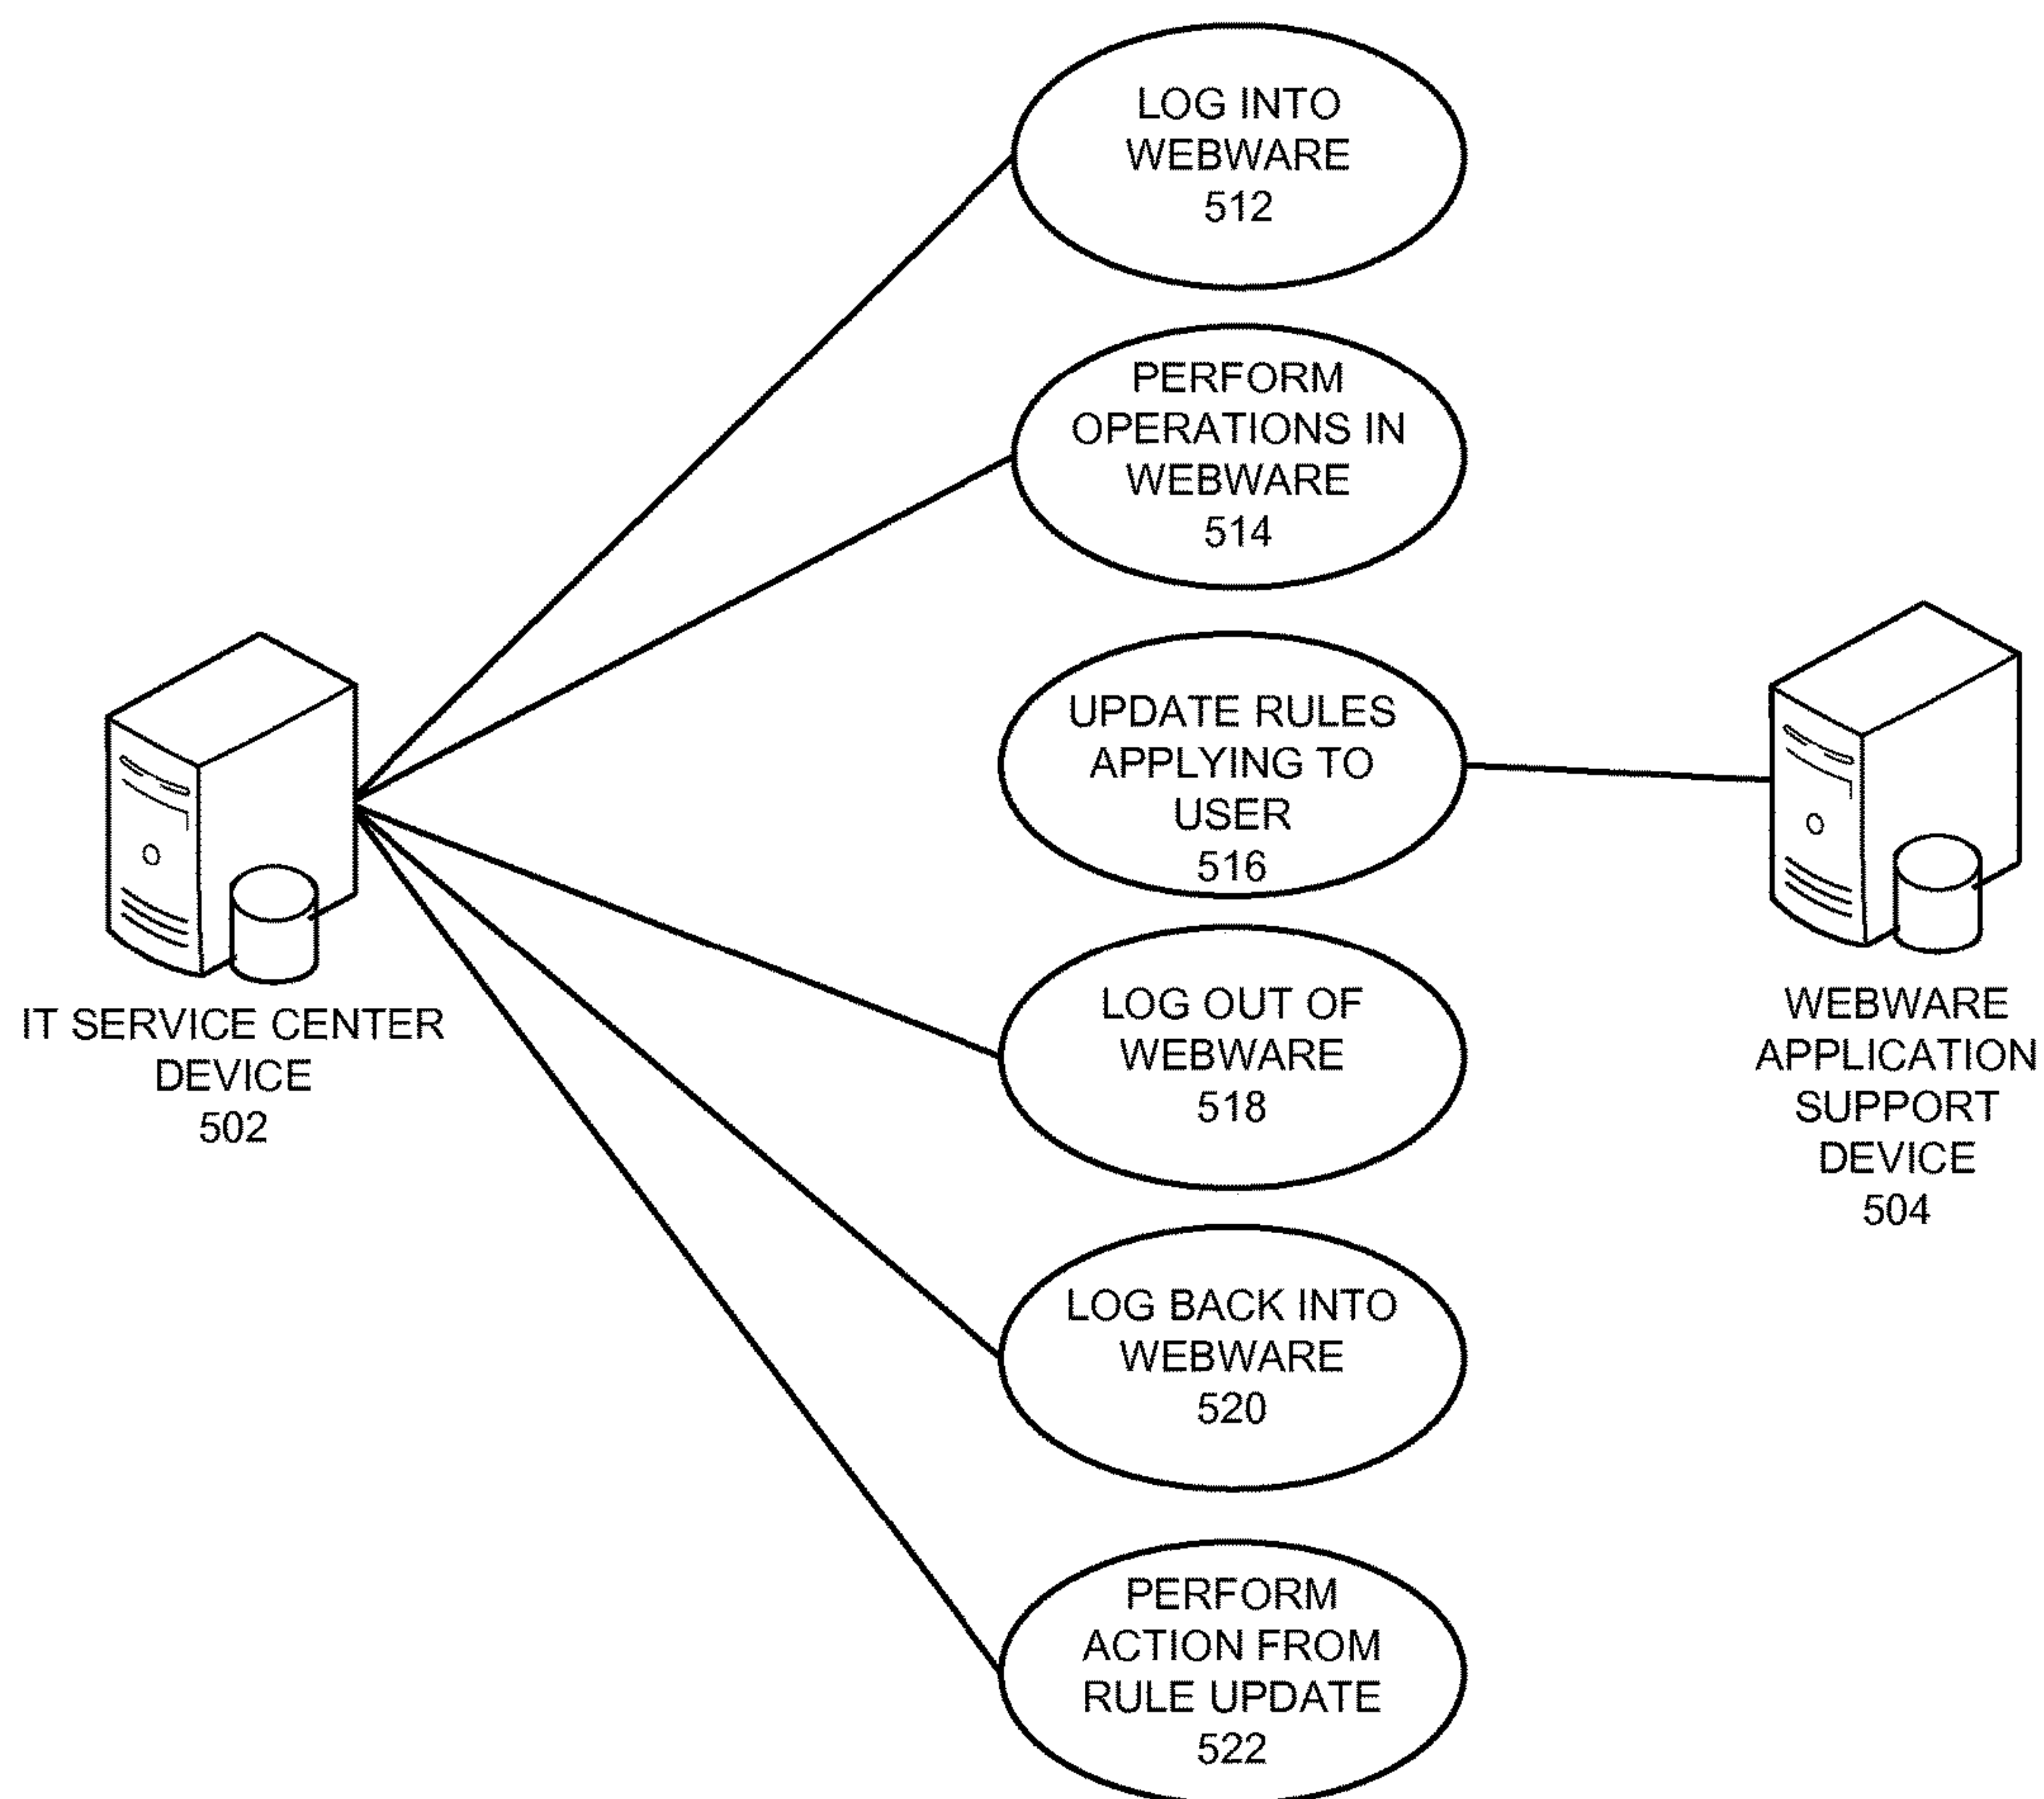 LOG INTO
WEBWARE
512
PERFORM
OPERATIONS IN
WEBWARE
514
UPDATE RULES
APPLYING TO
USER
516
LOG OUT OF
WEBWARE
518
LOG BACK INTO
WEBWARE
520
PERFORM
ACTION FROM
RULE UPDATE
522
IT SERVICE CENTER
DEVICE
502
WEBWARE
APPLICATION
SUPPORT
DEVICE
504